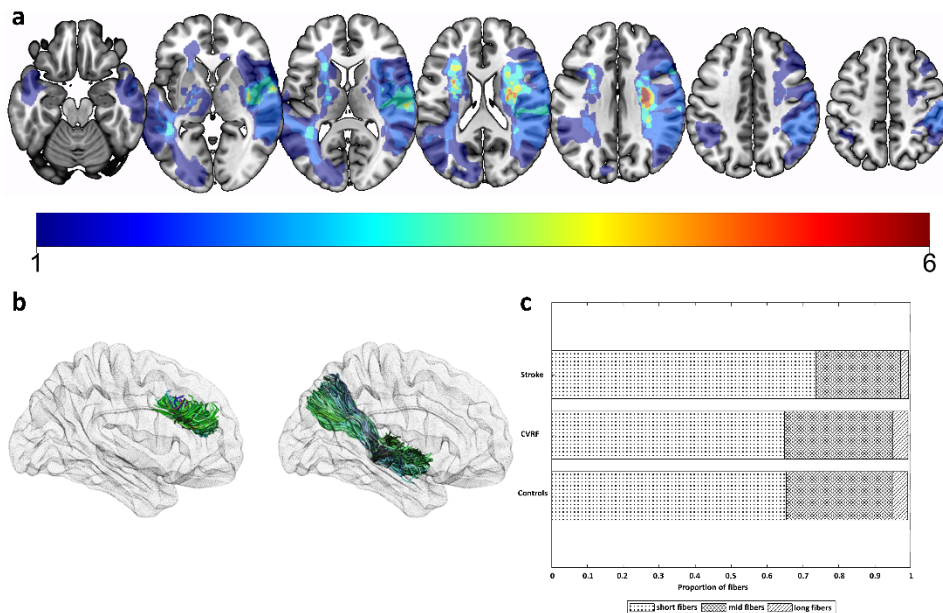 a
1
6
b
c
Stroke
CVRF
Controls
0 0.1 0.2 0.3 0.4 0.5 0.6 0.7 0.8 0.9 1
Proportion of fibers
short fibers mid fibers long fibers